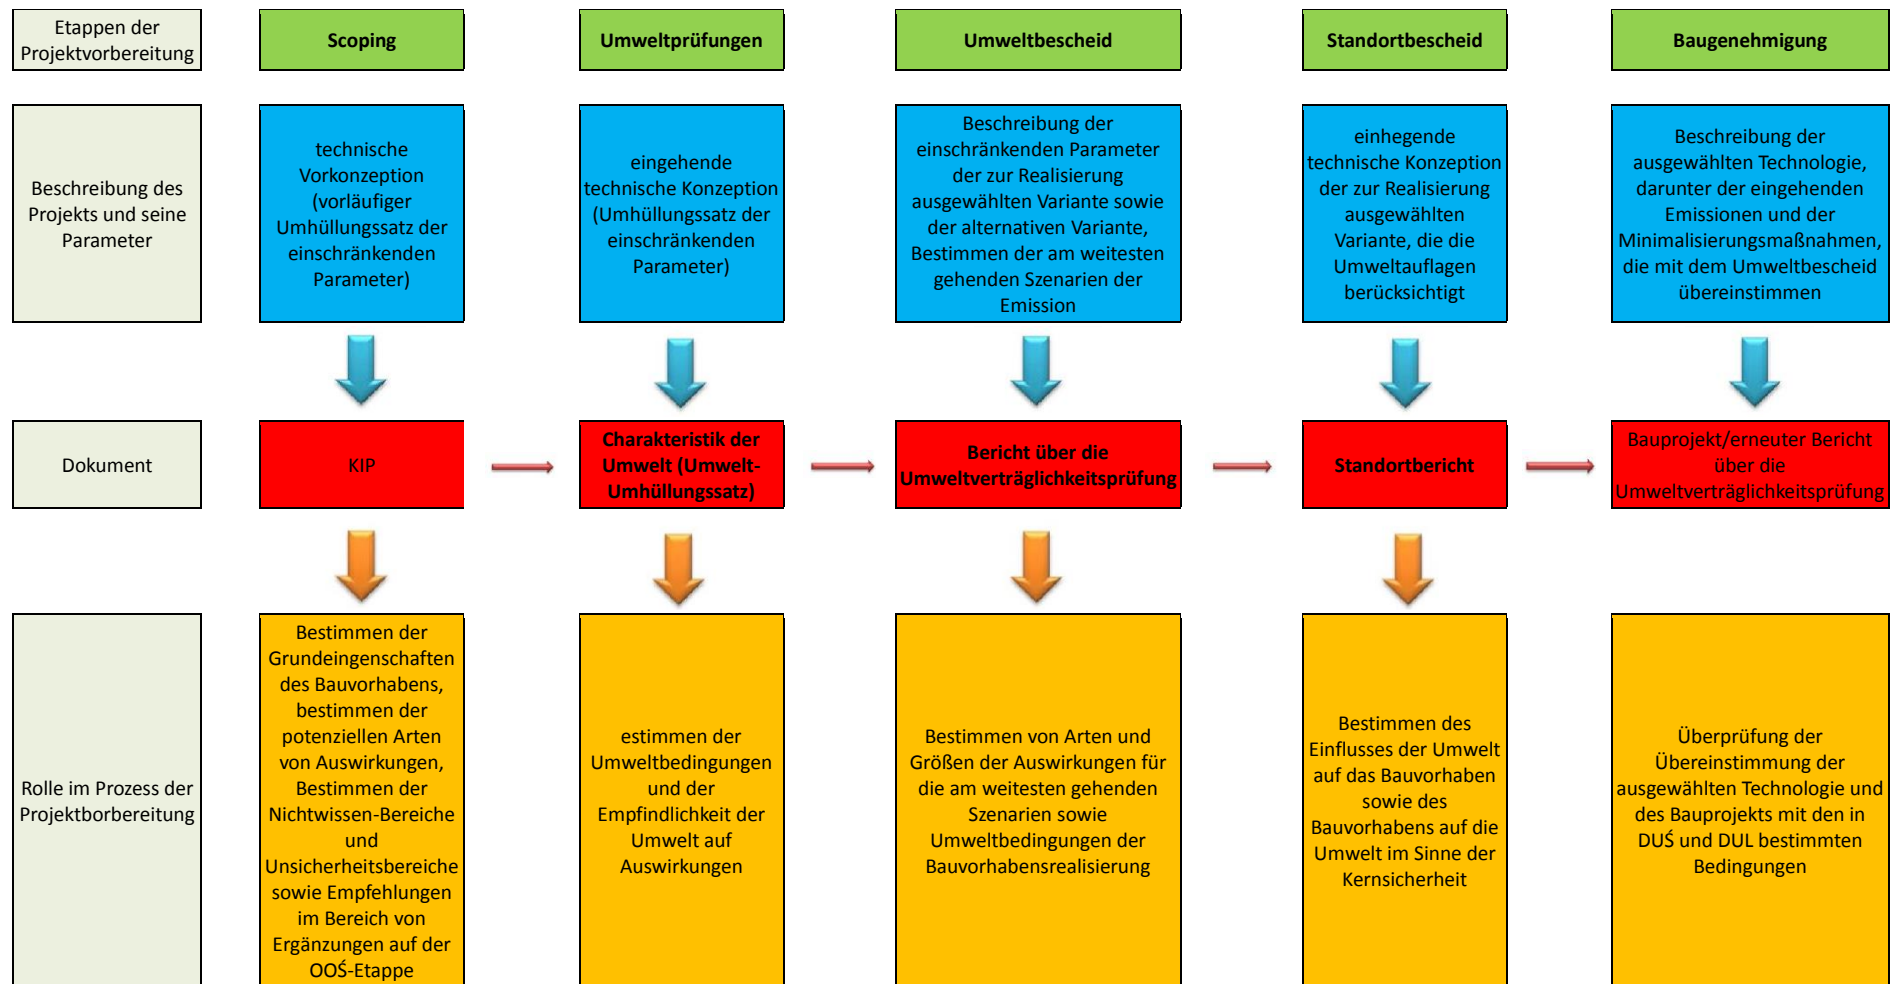 Etappen der
Projektvorbereitung
Scoping
Umweltprüfungen
Umweltbescheid
Standortbescheid
Baugenehmigung
Beschreibung des
Projekts und seine
Parameter
technische
Vorkonzeption
(vorläufiger
Umhüllungssatz der
einschränkenden
Parameter)
eingehende
technische Konzeption
(Umhüllungssatz der
einschränkenden
Parameter)
Beschreibung der
einschränkenden Parameter
der zur Realisierung
ausgewählten Variante sowie
der alternativen Variante,
Bestimmen der am weitesten
gehenden Szenarien der
Emission
einhegende
technische Konzeption
der zur Realisierung
ausgewählten
Variante, die die
Umweltauflagen
berücksichtigt
Beschreibung der
ausgewählten Technologie,
darunter der eingehenden
Emissionen und der
Minimalisierungsmaßnahmen,
die mit dem Umweltbescheid
übereinstimmen
Dokument
KIP
Charakteristik der
Umwelt (Umwelt-
Umhüllungssatz)
Bericht über die
Umweltverträglichkeitsprüfung
Standortbericht
Bauprojekt/erneuter Bericht
über die
Umweltverträglichkeitsprüfung
Rolle im Prozess der
Projektborbereitung
Bestimmen der
Grundeingenschaften
des Bauvorhabens,
bestimmen der
potenziellen Arten
von Auswirkungen,
Bestimmen der
Nichtwissen-Bereiche
und
Unsicherheitsbereiche
sowie Empfehlungen
im Bereich von
Ergänzungen auf der
OOŚ-Etappe
estimmen der
Umweltbedingungen
und der
Empfindlichkeit der
Umwelt auf
Auswirkungen
Bestimmen von Arten und
Größen der Auswirkungen für
die am weitesten gehenden
Szenarien sowie
Umweltbedingungen der
Bauvorhabensrealisierung
Bestimmen des
Einflusses der Umwelt
auf das Bauvorhaben
sowie des
Bauvorhabens auf die
Umwelt im Sinne der
Kernsicherheit
Überprüfung der
Übereinstimmung der
ausgewählten Technologie und
des Bauprojekts mit den in
DUŚ und DUL bestimmten
Bedingungen